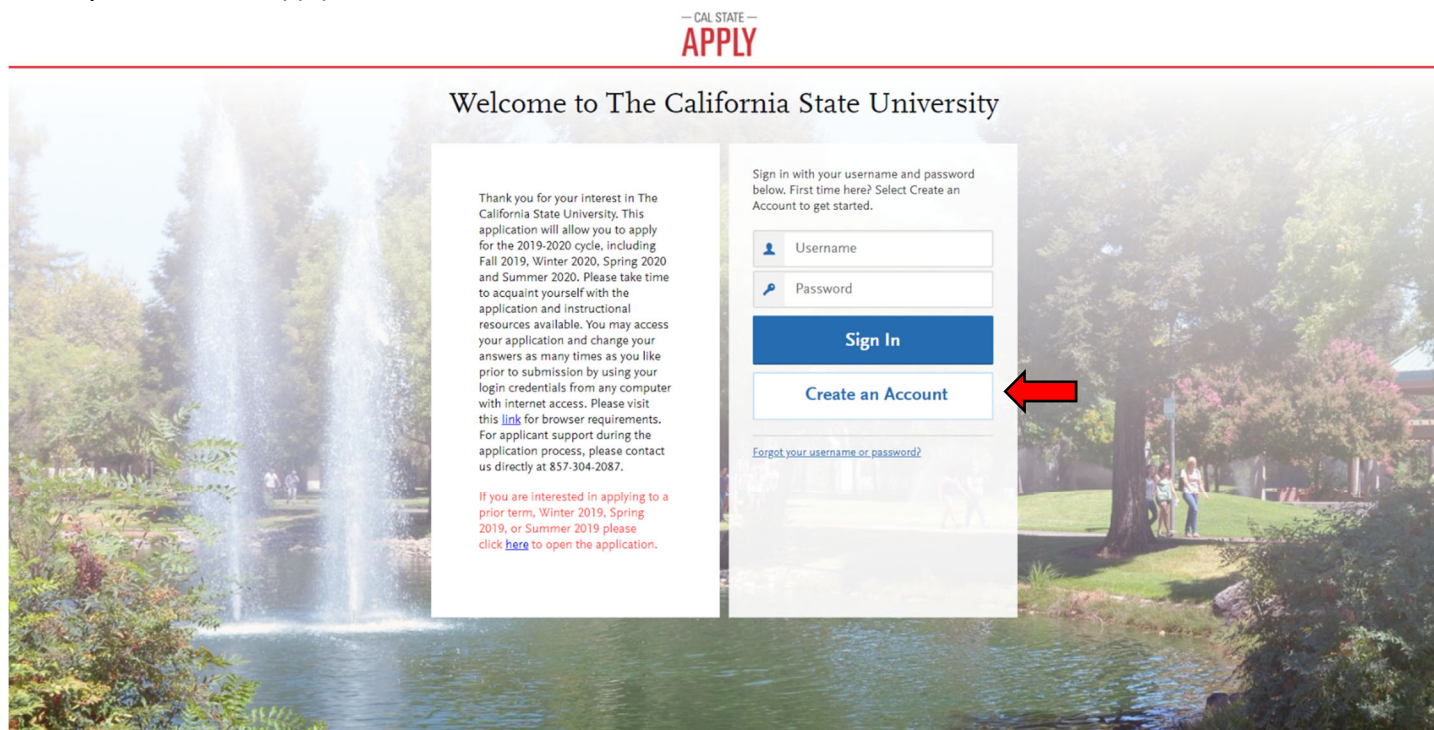 — CAL STATE —
APPLY
Welcome to The California State University
Thank you for your interest in The
California State University. This
application will allow you to apply
for the 2019-2020 cycle, including
Fall 2019, Winter 2020, Spring 2020
and Summer 2020. Please take time
to acquaint yourself with the
application and instructional
resources available. You may access
your application and change your
answers as many times as you like
prior to submission by using your
login credentials from any computer
with internet access. Please visit
this link for browser requirements.
For applicant support during the
application process, please contact
us directly at 857-304-2087.
If you are interested in applying to a
prior term, Winter 2019, Spring
2019, or Summer 2019 please
click here to open the application.
Sign in with your username and password
below. First time here? Select Create an
Account to get started.
Username
Password
Sign In
Create an Account
Forgot your username or password?